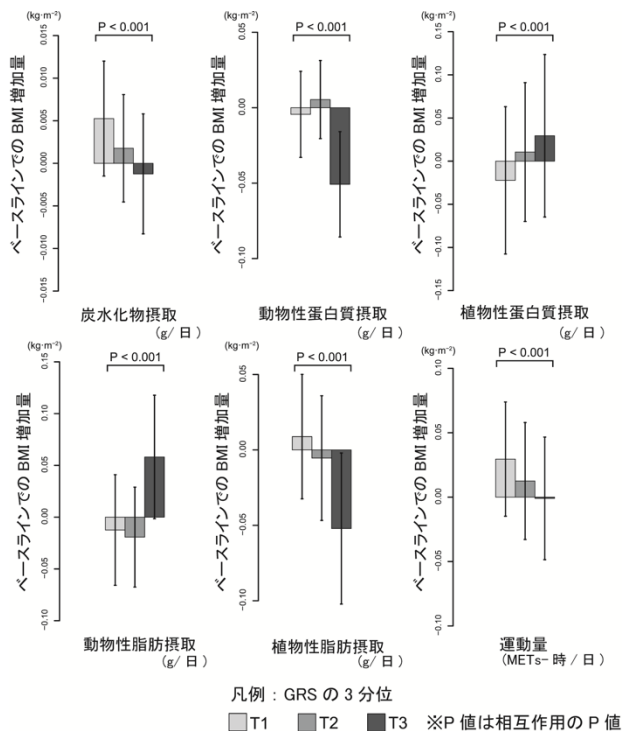 (kg·m⁻²)
P < 0.001
0.015
0.010
0.005
0.000
−0.005
−0.010
−0.015
ベースラインでの BMI 増加量
炭水化物摂取
(g/ 日)
(kg·m⁻²)
P < 0.001
0.05
0.00
−0.05
−0.10
ベースラインでの BMI 増加量
動物性蛋白質摂取
(g/ 日)
(kg·m⁻²)
P < 0.001
0.15
0.10
0.05
0.00
−0.05
−0.10
−0.15
ベースラインでの BMI 増加量
植物性蛋白質摂取
(g/ 日)
(kg·m⁻²)
P < 0.001
0.15
0.10
0.05
0.00
−0.05
−0.10
ベースラインでの BMI 増加量
動物性脂肪摂取
(g/ 日)
(kg·m⁻²)
P < 0.001
0.05
0.00
−0.05
−0.10
ベースラインでの BMI 増加量
植物性脂肪摂取
(g/ 日)
(kg·m⁻²)
P < 0.001
0.10
0.05
0.00
−0.05
−0.10
ベースラインでの BMI 増加量
運動量
(METs− 時 / 日)
凡例 : GRS の 3 分位
T1 T2 T3 ※P 値は相互作用の P 値